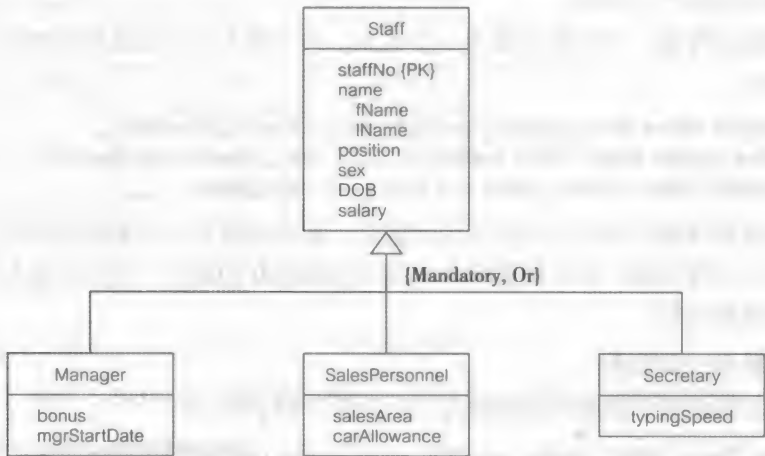 Staff
staffNo {PK}
name
fName
lName
position
sex
DOB
salary
{Mandatory, Or}
Manager
bonus
mgrStartDate
SalesPersonnel
salesArea
carAllowance
Secretary
typingSpeed